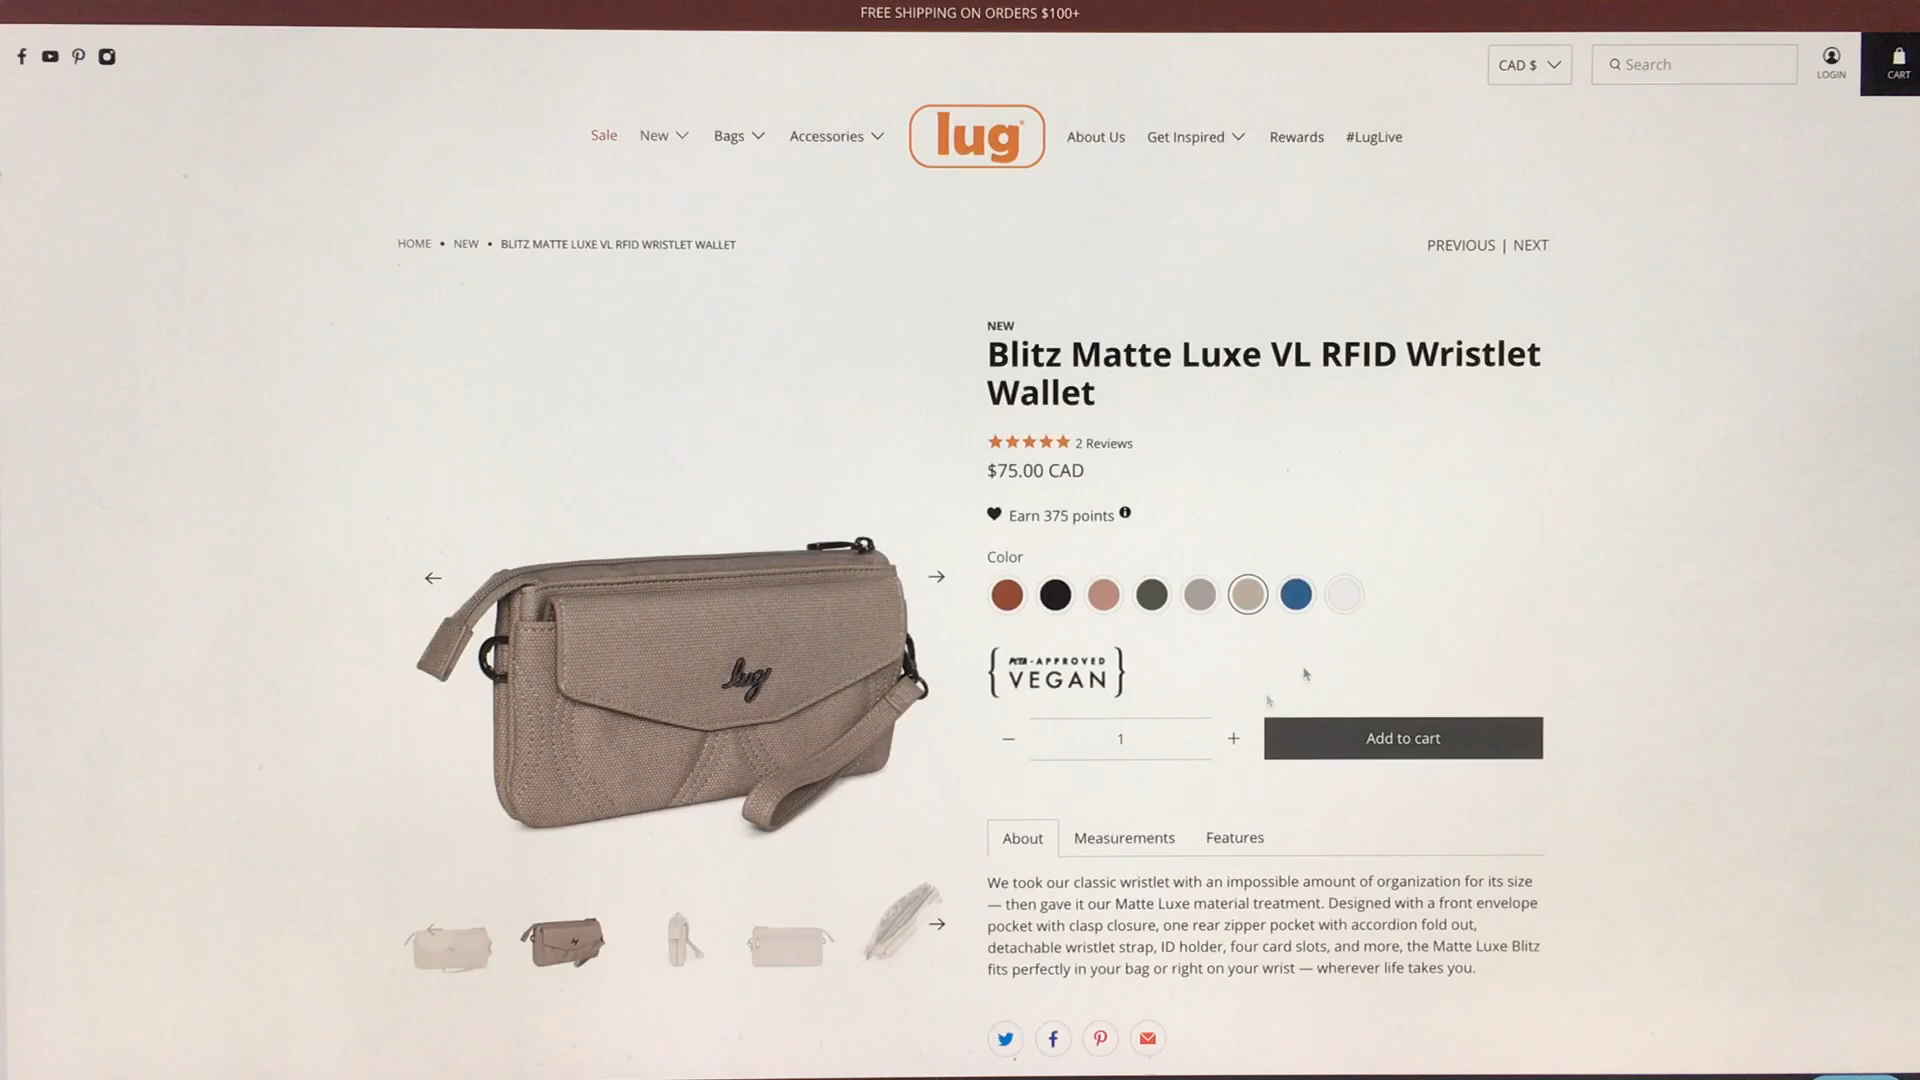 FREE SHIPPING ON ORDERS $100+
CAD $
Search
LOGIN
CART
Sale
New
Bags
Accessories
lug
About Us
Get Inspired
Rewards
#LugLive
HOME • NEW • BLITZ MATTE LUXE VL RFID WRISTLET WALLET
PREVIOUS | NEXT
NEW
Blitz Matte Luxe VL RFID Wristlet
Wallet
2 Reviews
$75.00 CAD
Earn 375 points
Color
lug
PETA-APPROVED
VEGAN
1
Add to cart
About
Measurements
Features
We took our classic wristlet with an impossible amount of organization for its size
— then gave it our Matte Luxe material treatment. Designed with a front envelope
pocket with clasp closure, one rear zipper pocket with accordion fold out,
detachable wristlet strap, ID holder, four card slots, and more, the Matte Luxe Blitz
fits perfectly in your bag or right on your wrist — wherever life takes you.